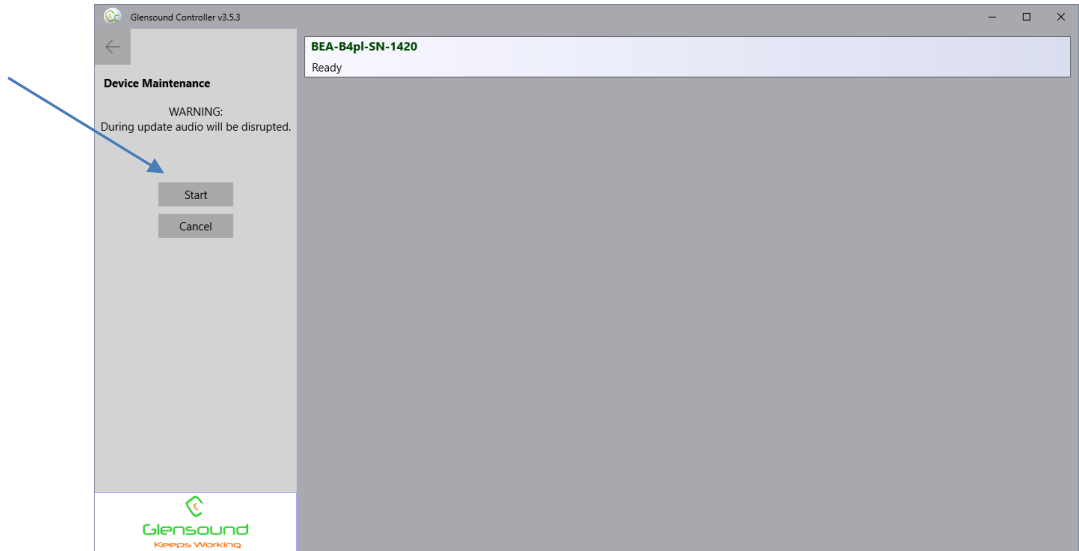 Glensound Controller v3.5.3
BEA-B4pl-SN-1420
Ready
Device Maintenance
WARNING:
During update audio will be disrupted.
Start
Cancel
Glensound
Keeps Working